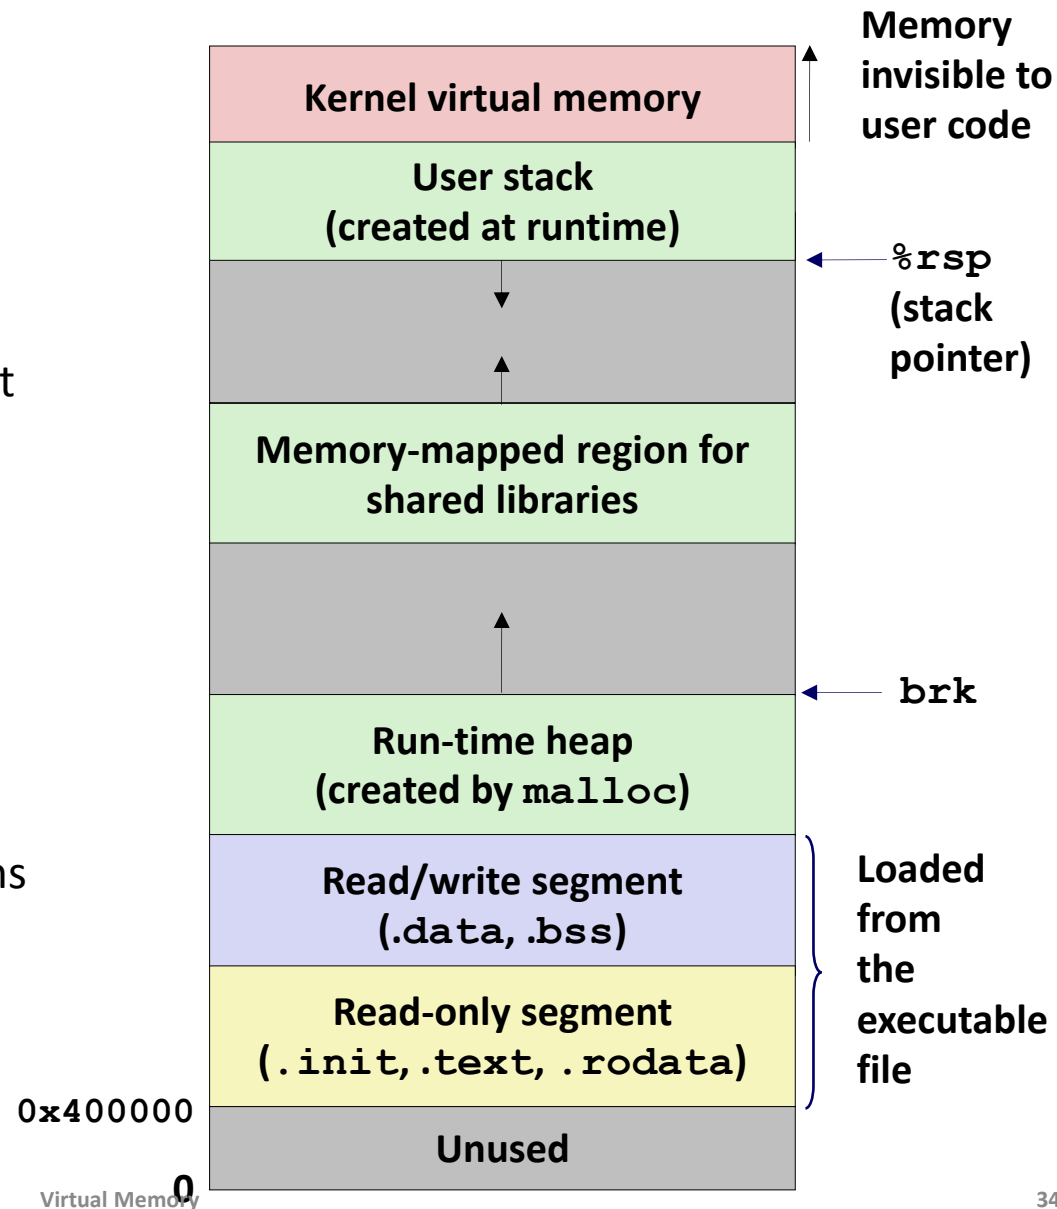 Memory
invisible to
user code
Kernel virtual memory
User stack
(created at runtime)
%rsp
(stack
pointer)
t
Memory-mapped region for
shared libraries
brk
Run-time heap
(created by malloc)
ns
Read/write segment
(.data, .bss)
Loaded
from
the
executable
file
Read-only segment
(.init, .text, .rodata)
0x400000
Unused
0
Virtual Memory
34